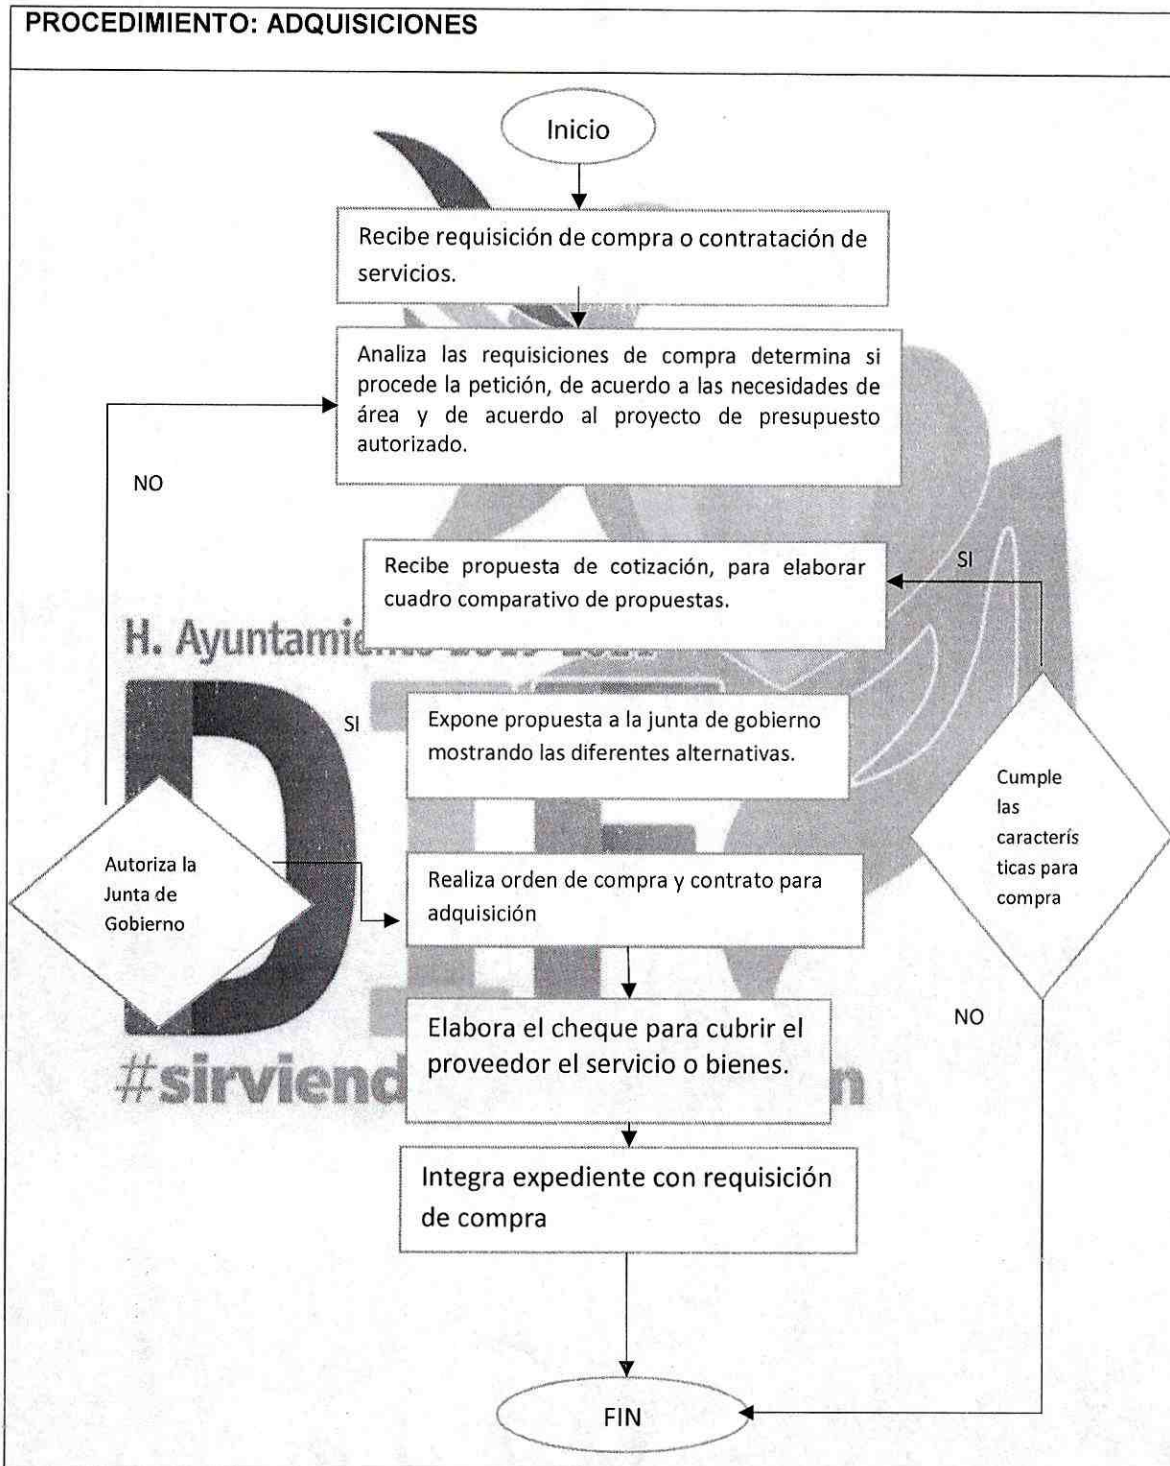 PROCEDIMIENTO: ADQUISICIONES
Inicio
Recibe requisición de compra o contratación de
servicios.
Analiza las requisiciones de compra determina si
procede la petición, de acuerdo a las necesidades de
área y de acuerdo al proyecto de presupuesto
autorizado.
NO
Recibe propuesta de cotización, para elaborar
cuadro comparativo de propuestas.
SI
H.
SI
Expone propuesta a la junta de gobierno
mostrando las diferentes alternativas.
Cumple
las
caracterís
ticas para
compra
Autoriza la
Junta de
Gobierno
Realiza orden de compra y contrato para
adquisición
NO
Elabora el cheque para cubrir el
proveedor el servicio o bienes.
Integra expediente con requisición
de compra
FIN